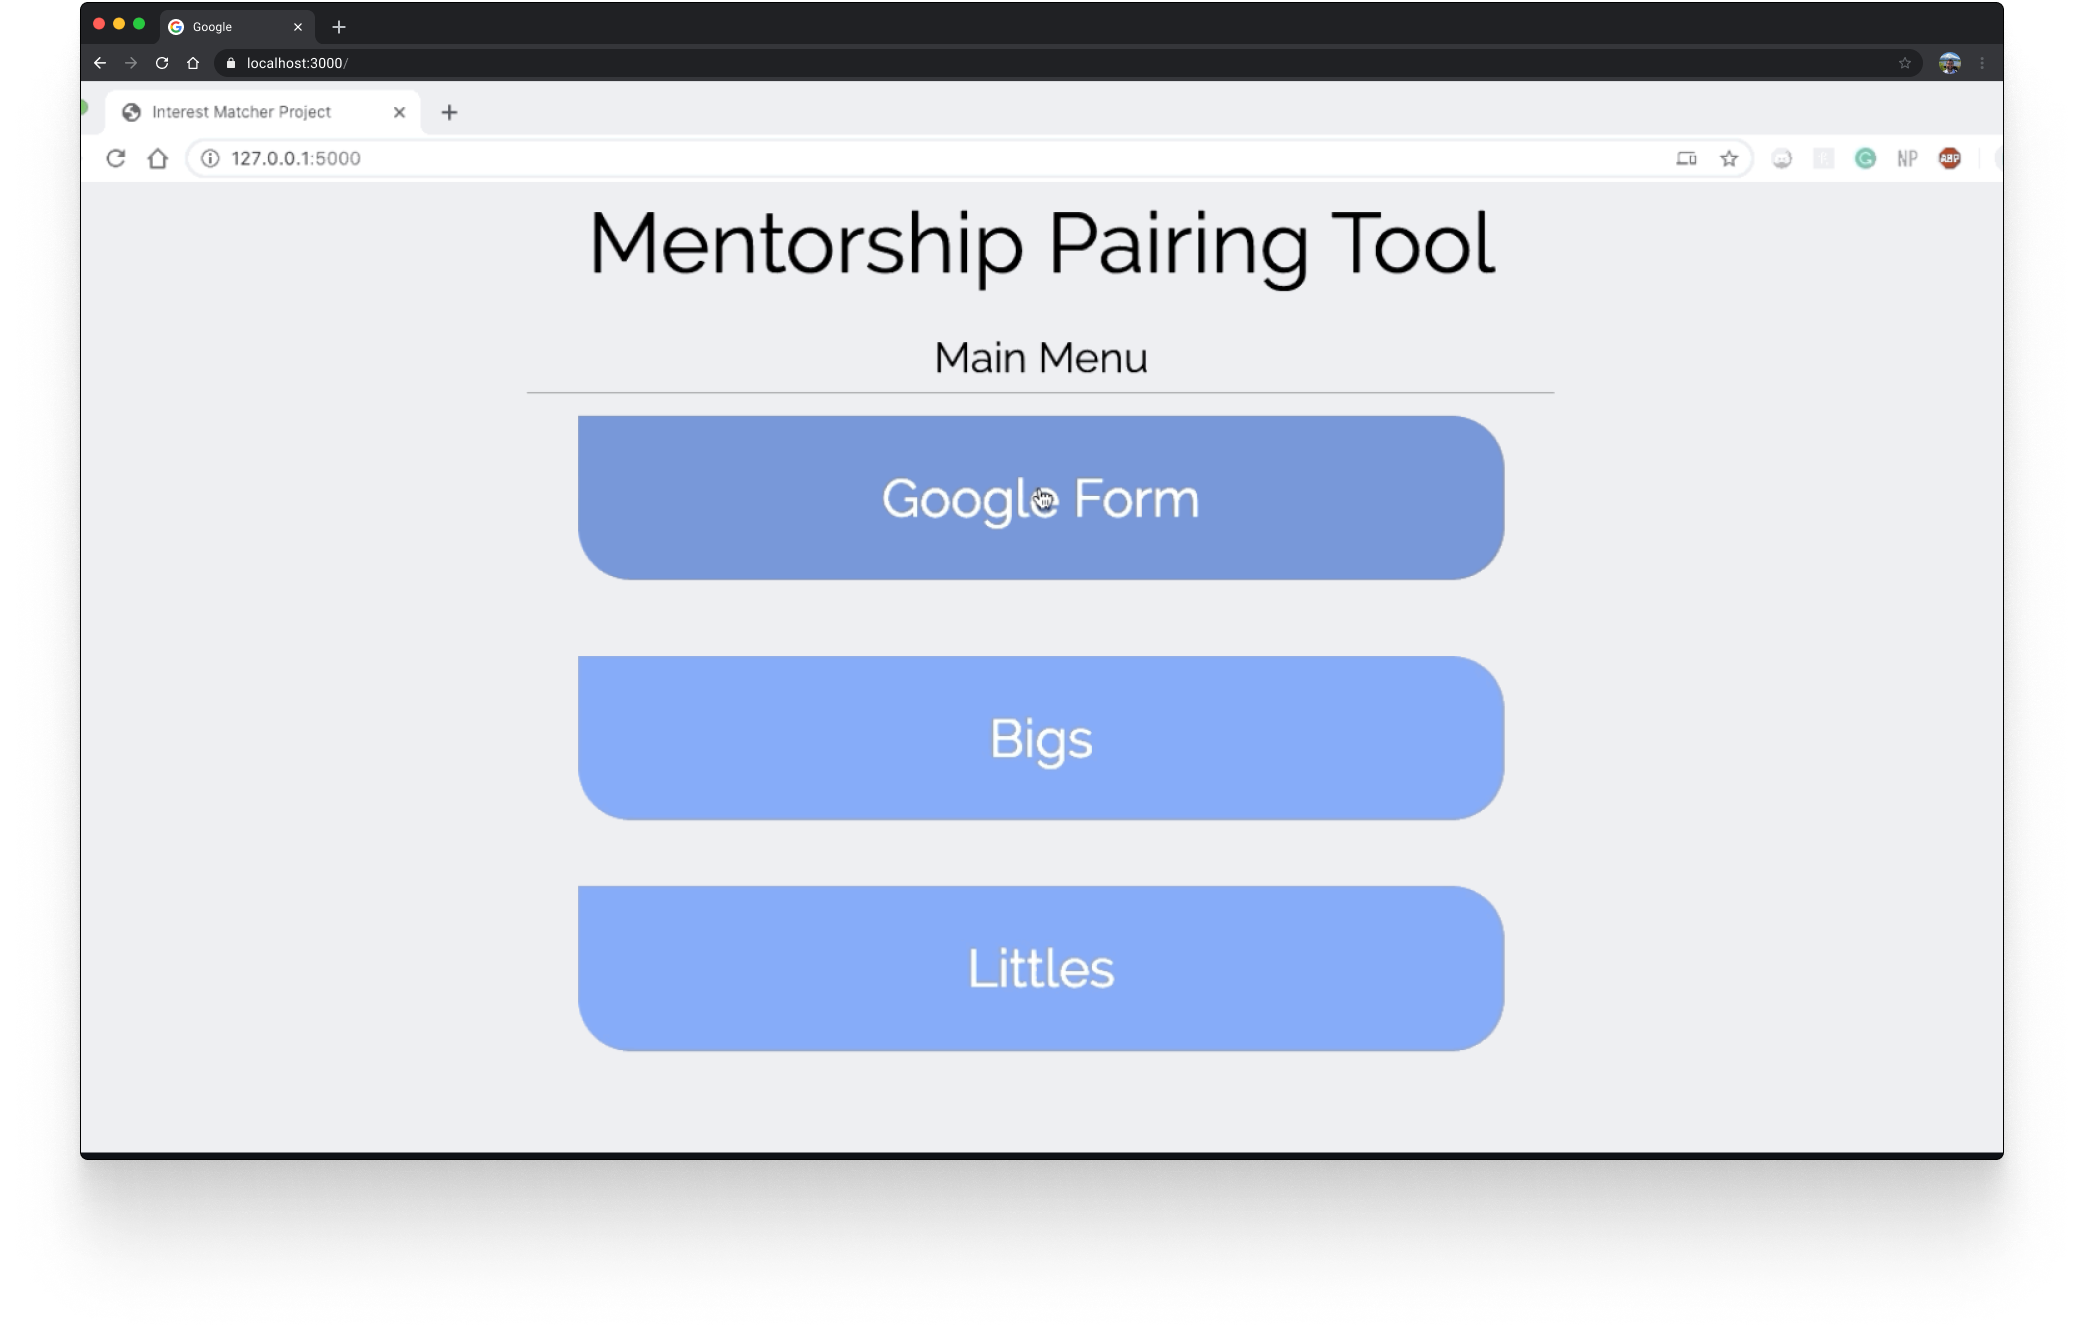 Google
localhost:3000/
Interest Matcher Project
127.0.0.1:5000
NP
ABP
Mentorship Pairing Tool
Main Menu
Google Form
Bigs
Littles